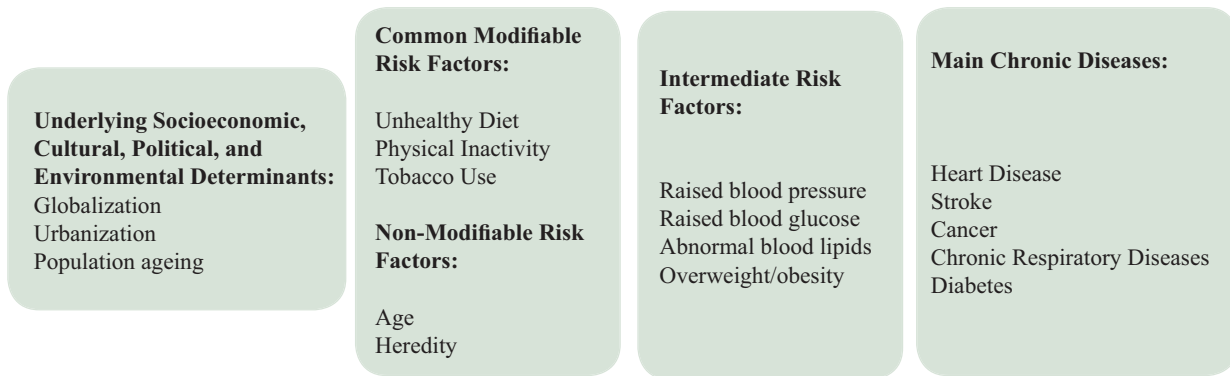 Underlying Socioeconomic,
Cultural, Political, and
Environmental Determinants:
Globalization
Urbanization
Population ageing
Common Modifiable
Risk Factors:
Unhealthy Diet
Physical Inactivity
Tobacco Use
Non-Modifiable Risk
Factors:
Age
Heredity
Intermediate Risk
Factors:
Raised blood pressure
Raised blood glucose
Abnormal blood lipids
Overweight/obesity
Main Chronic Diseases:
Heart Disease
Stroke
Cancer
Chronic Respiratory Diseases
Diabetes